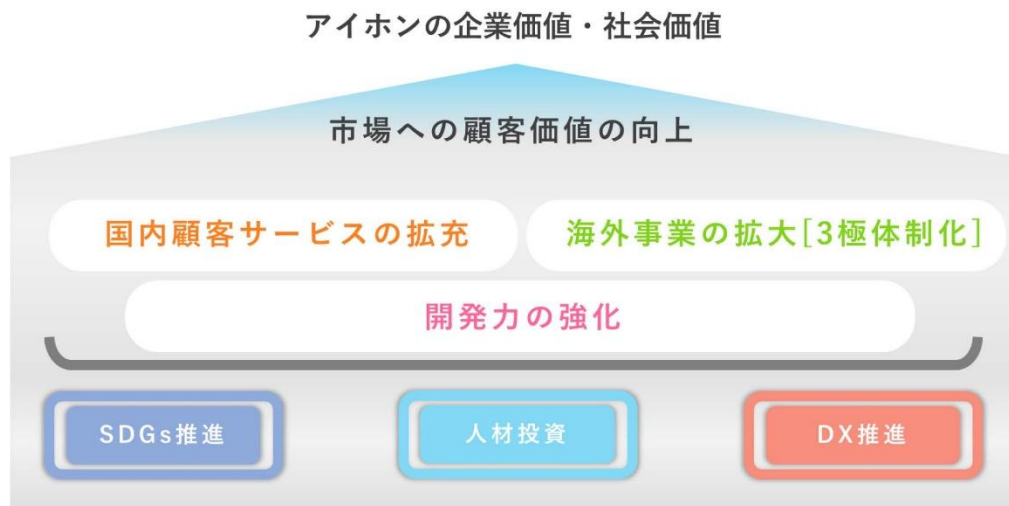 アイホンの企業価値・社会価値
市場への顧客価値の向上
国内顧客サービスの拡充
海外事業の拡大[3極体制化]
開発力の強化
SDGs推進
人材投資
DX推進